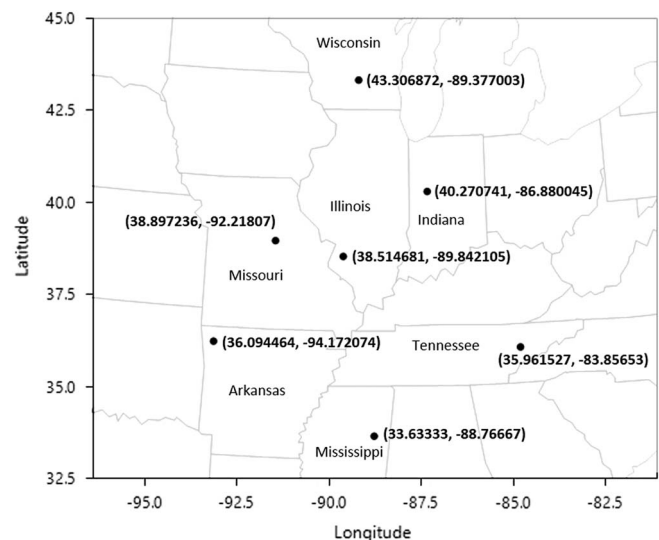 45.0
Wisconsin
(43.306872, -89.377003)
42.5
(40.270741, -86.880045)
40.0
Illinois
Indiana
(38.897236, -92.21807)
(38.514681, -89.842105)
Missouri
37.5
(36.094464, -94.172074)
Tennessee
(35.961527, -83.85653)
35.0
Arkansas
(33.63333, -88.76667)
Mississippi
32.5
Latitude
-95.0 -92.5 -90.0 -87.5 -85.0 -82.5
Longitude